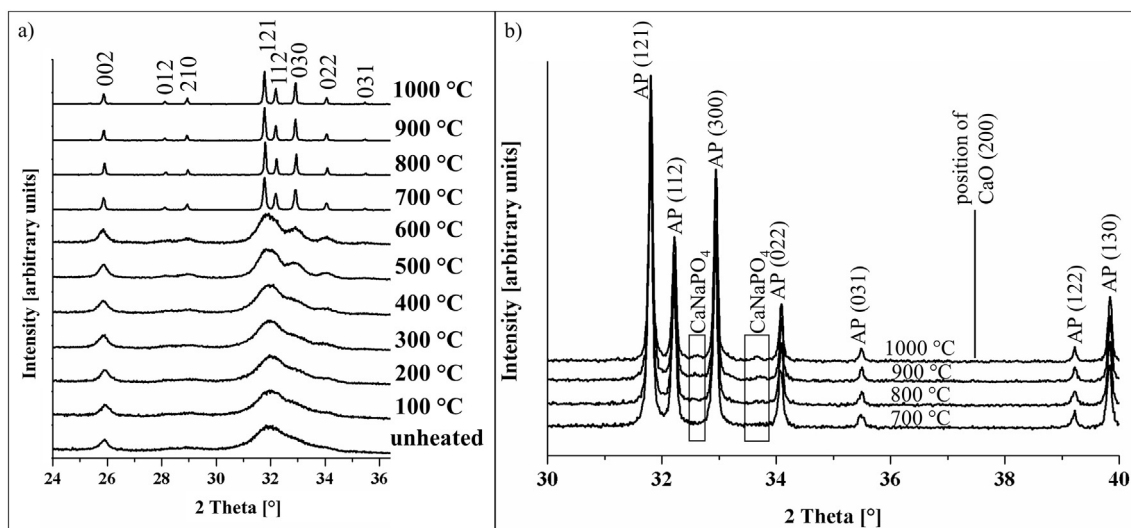 a)
Intensity [arbitrary units]
002
012
210
121
112
030
022
031
1000 °C
900 °C
800 °C
700 °C
600 °C
500 °C
400 °C
300 °C
200 °C
100 °C
unheated
24 26 28 30 32 34 36
2 Theta [°]
b)
Intensity [arbitrary units]
AP (121)
AP (112)
CaNaPO4
AP (300)
CaNaPO4
AP (022)
AP (031)
position of
CaO (200)
AP (122)
AP (130)
1000 °C
900 °C
800 °C
700 °C
30 32 34 36 38 40
2 Theta [°]